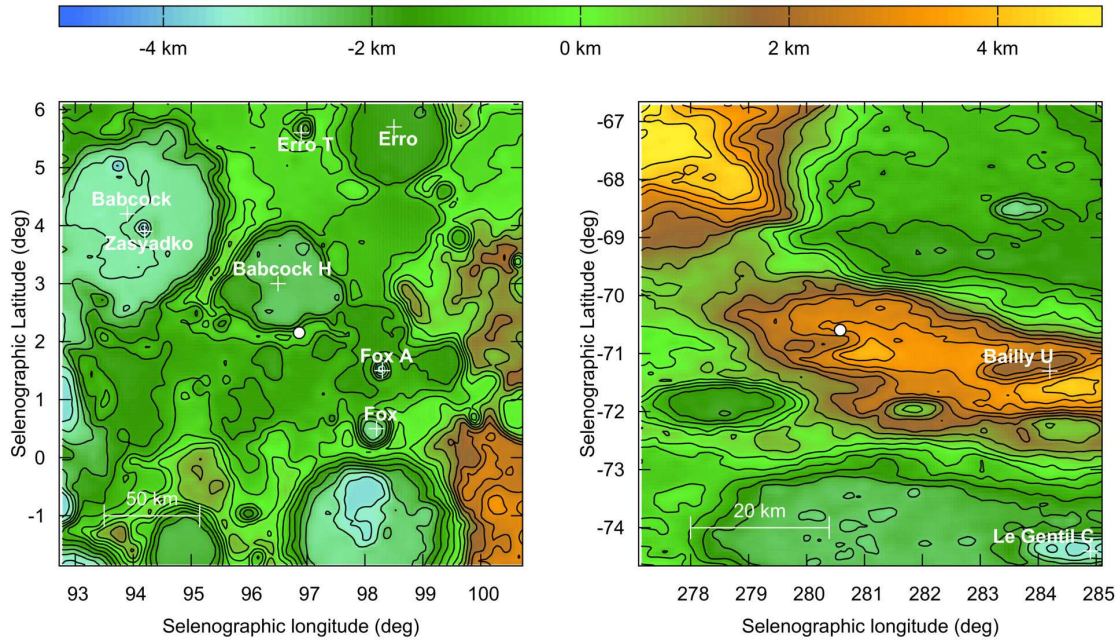 -4 km -2 km 0 km 2 km 4 km
6
5
4
3
2
1
0
-1
Selenographic Latitude (deg)
Erro T
Erro
Babcock
Zasyadko
Babcock H
Fox A
Fox
50 km
93 94 95 96 97 98 99 100
Selenographic longitude (deg)
-67
-68
-69
-70
-71
-72
-73
-74
Selenographic Latitude (deg)
Bailly U
20 km
Le Gentil C
278 279 280 281 282 283 284 285
Selenographic longitude (deg)